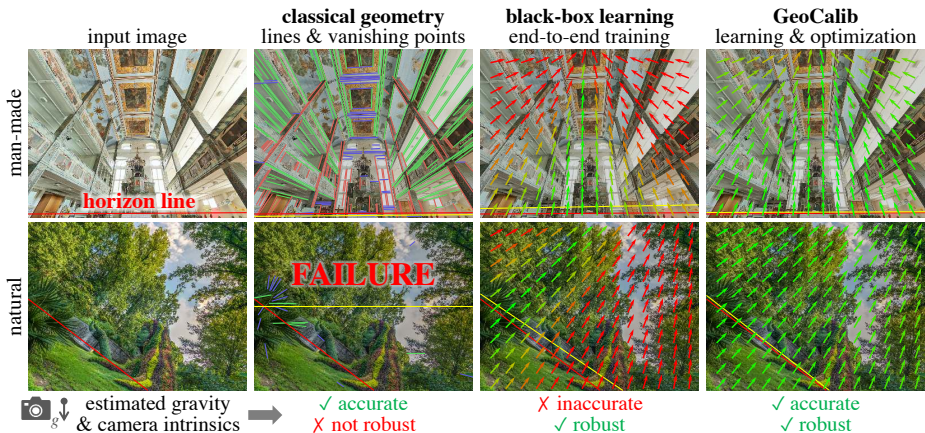 classical geometry
black-box learning
GeoCalib
input image
lines & vanishing points
end-to-end training
learning & optimization
man-made
horizon line
natural
FAILURE
estimated gravity
& camera intrinsics
g
✓ accurate
✗ not robust
✗ inaccurate
✓ robust
✓ accurate
✓ robust